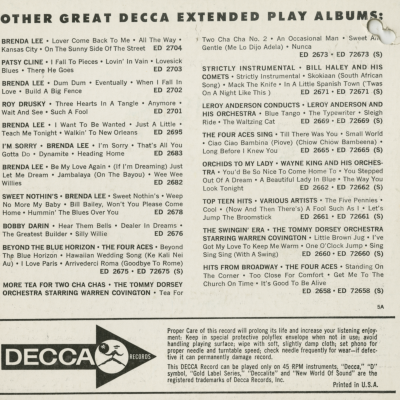 OTHER GREAT DECCA EXTENDED PLAY ALBUMS:
BRENDA LEE • Lover Come Back To Me • All The Way •
Kansas City • On The Sunny Side Of The Street
ED 2704
PATSY CLINE • I Fall To Pieces • Lovin' In Vain • Lovesick
Blues • There He Goes
ED 2703
BRENDA LEE • Dum Dum • Eventually • When I Fall In
Love • Build A Big Fence
ED 2702
ROY DRUSKY • Three Hearts In A Tangle • Anymore •
Wait And See • Such A Fool
ED 2701
BRENDA LEE • I Want To Be Wanted • Just A Little •
Teach Me Tonight • Walkin' To New Orleans
ED 2695
I'M SORRY • BRENDA LEE • I'm Sorry • That's All You
Gotta Do • Dynamite • Heading Home
ED 2683
BRENDA LEE • Be My Love Again • (If I'm Dreaming) Just
Let Me Dream • Jambalaya (On The Bayou) • Wee Wee
Willies
ED 2682
SWEET NOTHIN'S • BRENDA LEE • Sweet Nothin's • Weep
No More My Baby • Bill Bailey, Won't You Please Come
Home • Hummin' The Blues Over You
ED 2678
BOBBY DARIN • Hear Them Bells • Dealer In Dreams •
The Greatest Builder • Silly Willie
ED 2676
BEYOND THE BLUE HORIZON • THE FOUR ACES • Beyond
The Blue Horizon • Hawaiian Wedding Song (Ke Kali Nei
Au) • I Love Paris • Arrivederci Roma (Goodbye To Rome)
ED 2675 • ED 72675 (S)
MORE TEA FOR TWO CHA CHAS • THE TOMMY DORSEY
ORCHESTRA STARRING WARREN COVINGTON • Tea For
Two Cha Cha No. 2 • An Occasional Man • Sweet And
Gentle (Me Lo Dijo Adela) • Nunca
ED 2673 • ED 72673 (S)
STRICTLY INSTRUMENTAL • BILL HALEY AND HIS
COMETS • Strictly Instrumental • Skokiaan (South African
Song) • Mack The Knife • In A Little Spanish Town ('Twas
On A Night Like This )
ED 2671 • ED 72671 (S)
LEROY ANDERSON CONDUCTS • LEROY ANDERSON AND
HIS ORCHESTRA • Blue Tango • The Typewriter • Sleigh
Ride • The Waltzing Cat
ED 2669 • ED 72669 (S)
THE FOUR ACES SING • Till There Was You • Small World
• Ciao Ciao Bambina (Piove) (Chiow Chiow Bambeena) •
Long Before I Knew You
ED 2665 • ED 72665 (S)
ORCHIDS TO MY LADY • WAYNE KING AND HIS ORCHES-
TRA • You'd Be So Nice To Come Home To • You Stepped
Out Of A Dream • A Beautiful Lady In Blue • The Way You
Look Tonight
ED 2662 • ED 72662 (S)
TOP TEEN HITS • VARIOUS ARTISTS • The Five Pennies •
Cool • (Now And Then There's) A Fool Such As I • Let's
Jump The Broomstick
ED 2661 • ED 72661 (S)
THE SWINGIN' ERA • THE TOMMY DORSEY ORCHESTRA
STARRING WARREN COVINGTON • Little Brown Jug • I've
Got My Love To Keep Me Warm • One O'Clock Jump • Sing
Sing Sing (With A Swing)
ED 2660 • ED 72660 (S)
HITS FROM BROADWAY • THE FOUR ACES • Standing On
The Corner • Too Close For Comfort • Get Me To The
Church On Time • It's Good To Be Alive
ED 2658 • ED 72658 (S)
5A
DECCA RECORDS
Proper Care of this record will prolong its life and increase your listening enjoy-
ment: Keep in special protective polyflex envelope when not in use; avoid
handling playing surface; wipe with soft, slightly damp cloth; set phono for
proper needle and turntable speed; check needle frequently for wear—if defec-
tive it can permanently damage record.
This DECCA Record can be played only on 45 RPM instruments, "Decca," "D"
symbol, "Gold Label Series," "Deccalite" and "New World Of Sound" are the
registered trademarks of Decca Records, Inc.
Printed in U.S.A.